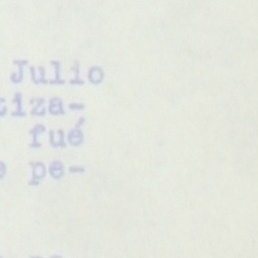 Julio
tiza-
fué
e pe-